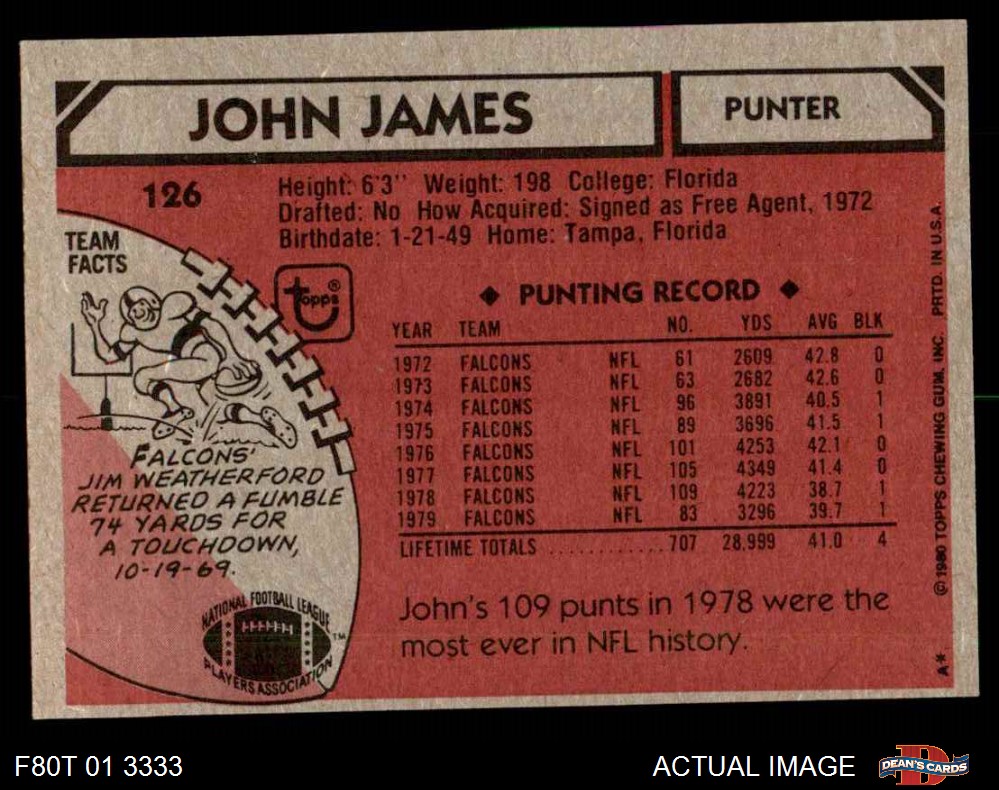 JOHN JAMES
PUNTER
126
Height: 6'3" Weight: 198 College: Florida
Drafted: No How Acquired: Signed as Free Agent, 1972
Birthdate: 1-21-49 Home: Tampa, Florida
TEAM
FACTS
topps®
◆ PUNTING RECORD ◆
YEAR TEAM NO. YDS AVG BLK
1972 FALCONS NFL 61 2609 42.8 0
1973 FALCONS NFL 63 2682 42.6 0
1974 FALCONS NFL 96 3891 40.5 1
1975 FALCONS NFL 89 3696 41.5 1
1976 FALCONS NFL 101 4253 42.1 0
1977 FALCONS NFL 105 4349 41.4 0
1978 FALCONS NFL 109 4223 38.7 1
1979 FALCONS NFL 83 3296 39.7 1
LIFETIME TOTALS ........... 707 28,999 41.0 4
FALCONS'
JIM WEATHERFORD
RETURNED A FUMBLE
74 YARDS FOR
A TOUCHDOWN,
10-19-69.
NATIONAL FOOTBALL LEAGUE
PLAYERS ASSOCIATION
TM
John's 109 punts in 1978 were the
most ever in NFL history.
A* © 1980 TOPPS CHEWING GUM, INC. PRTD. IN U.S.A.
F80T 01 3333
ACTUAL IMAGE
D
DEAN'S CARDS